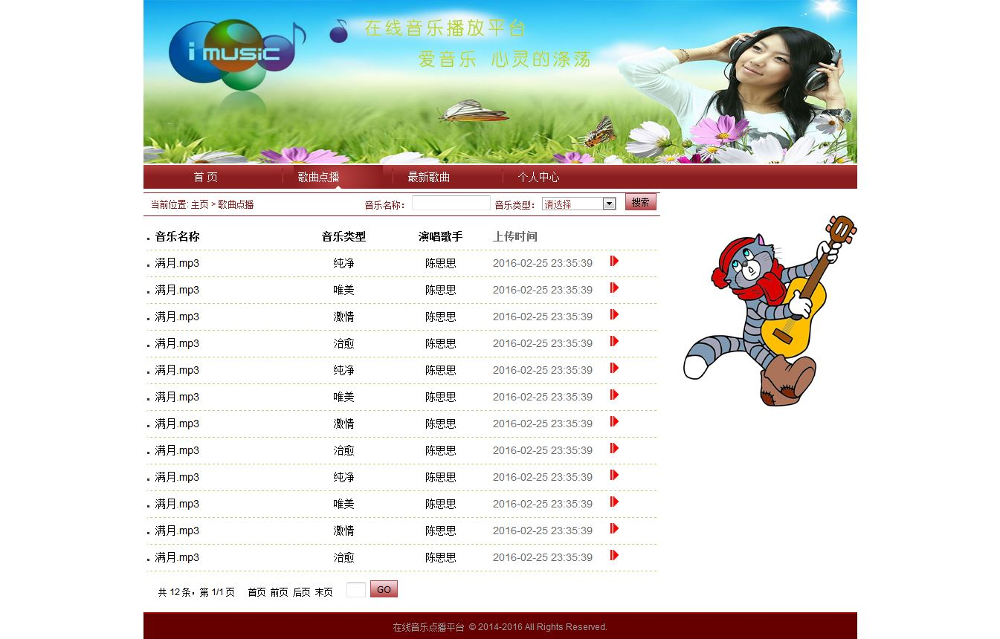 i music
在线音乐播放平台
爱音乐 心灵的涤荡
首 页 歌曲点播 最新歌曲 个人中心
当前位置: 主页 > 歌曲点播 音乐名称: 音乐类型: 请选择 搜索
音乐名称 音乐类型 演唱歌手 上传时间
满月.mp3 纯净 陈思思 2016-02-25 23:35:39
满月.mp3 唯美 陈思思 2016-02-25 23:35:39
满月.mp3 激情 陈思思 2016-02-25 23:35:39
满月.mp3 治愈 陈思思 2016-02-25 23:35:39
满月.mp3 纯净 陈思思 2016-02-25 23:35:39
满月.mp3 唯美 陈思思 2016-02-25 23:35:39
满月.mp3 激情 陈思思 2016-02-25 23:35:39
满月.mp3 治愈 陈思思 2016-02-25 23:35:39
满月.mp3 纯净 陈思思 2016-02-25 23:35:39
满月.mp3 唯美 陈思思 2016-02-25 23:35:39
满月.mp3 激情 陈思思 2016-02-25 23:35:39
满月.mp3 治愈 陈思思 2016-02-25 23:35:39
共 12 条，第 1/1 页 首页 前页 后页 末页 GO
在线音乐点播平台 © 2014-2016 All Rights Reserved.